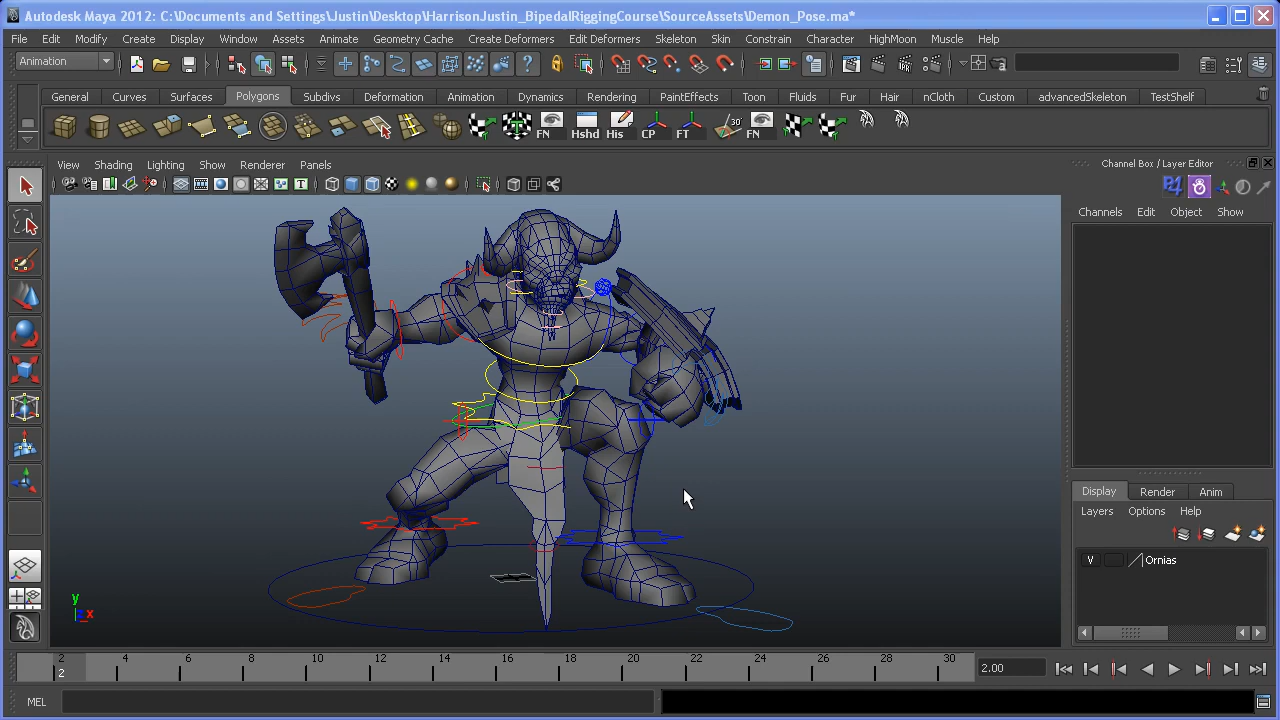 Autodesk Maya 2012: C:\Documents and Settings\Justin\Desktop\HarrisonJustin_BipedalRiggingCourse\SourceAssets\Demon_Pose.ma*
File Edit Modify Create Display Window Assets Animate Geometry Cache Create Deformers Edit Deformers Skeleton Skin Constrain Character HighMoon Muscle Help
Animation
General Curves Surfaces Polygons Subdivs Deformation Animation Dynamics Rendering PaintEffects Toon Fluids Fur Hair nCloth Custom advancedSkeleton TestShelf
FN Hshd His CP FT 30 FN
View Shading Lighting Show Renderer Panels
Channel Box / Layer Editor
Channels Edit Object Show
Display Render Anim
Layers Options Help
V Ornias
y
z x
2 4 6 8 10 12 14 16 18 20 22 24 26 28 30
2
2.00
MEL